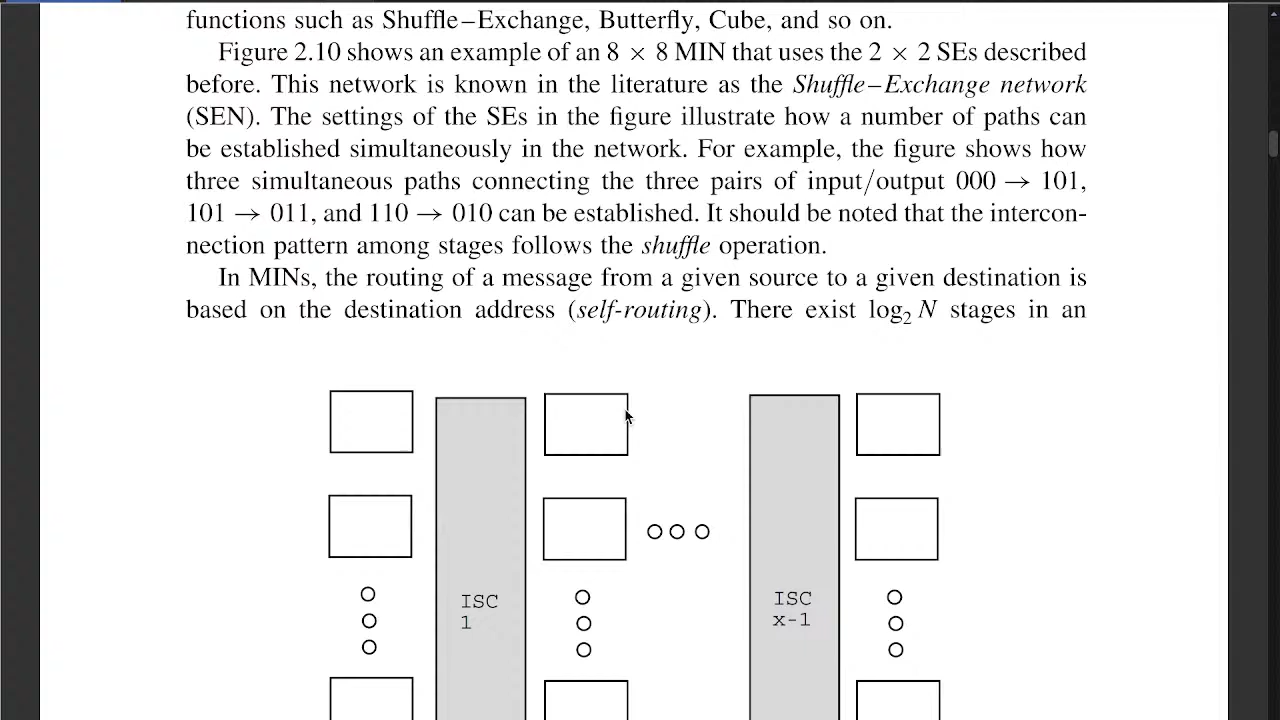 functions such as Shuffle–Exchange, Butterfly, Cube, and so on.
Figure 2.10 shows an example of an 8 × 8 MIN that uses the 2 × 2 SEs described
before. This network is known in the literature as the Shuffle–Exchange network
(SEN). The settings of the SEs in the figure illustrate how a number of paths can
be established simultaneously in the network. For example, the figure shows how
three simultaneous paths connecting the three pairs of input/output 000 → 101,
101 → 011, and 110 → 010 can be established. It should be noted that the intercon-
nection pattern among stages follows the shuffle operation.
In MINs, the routing of a message from a given source to a given destination is
based on the destination address (self-routing). There exist log₂ N stages in an
ISC
1
ISC
x-1